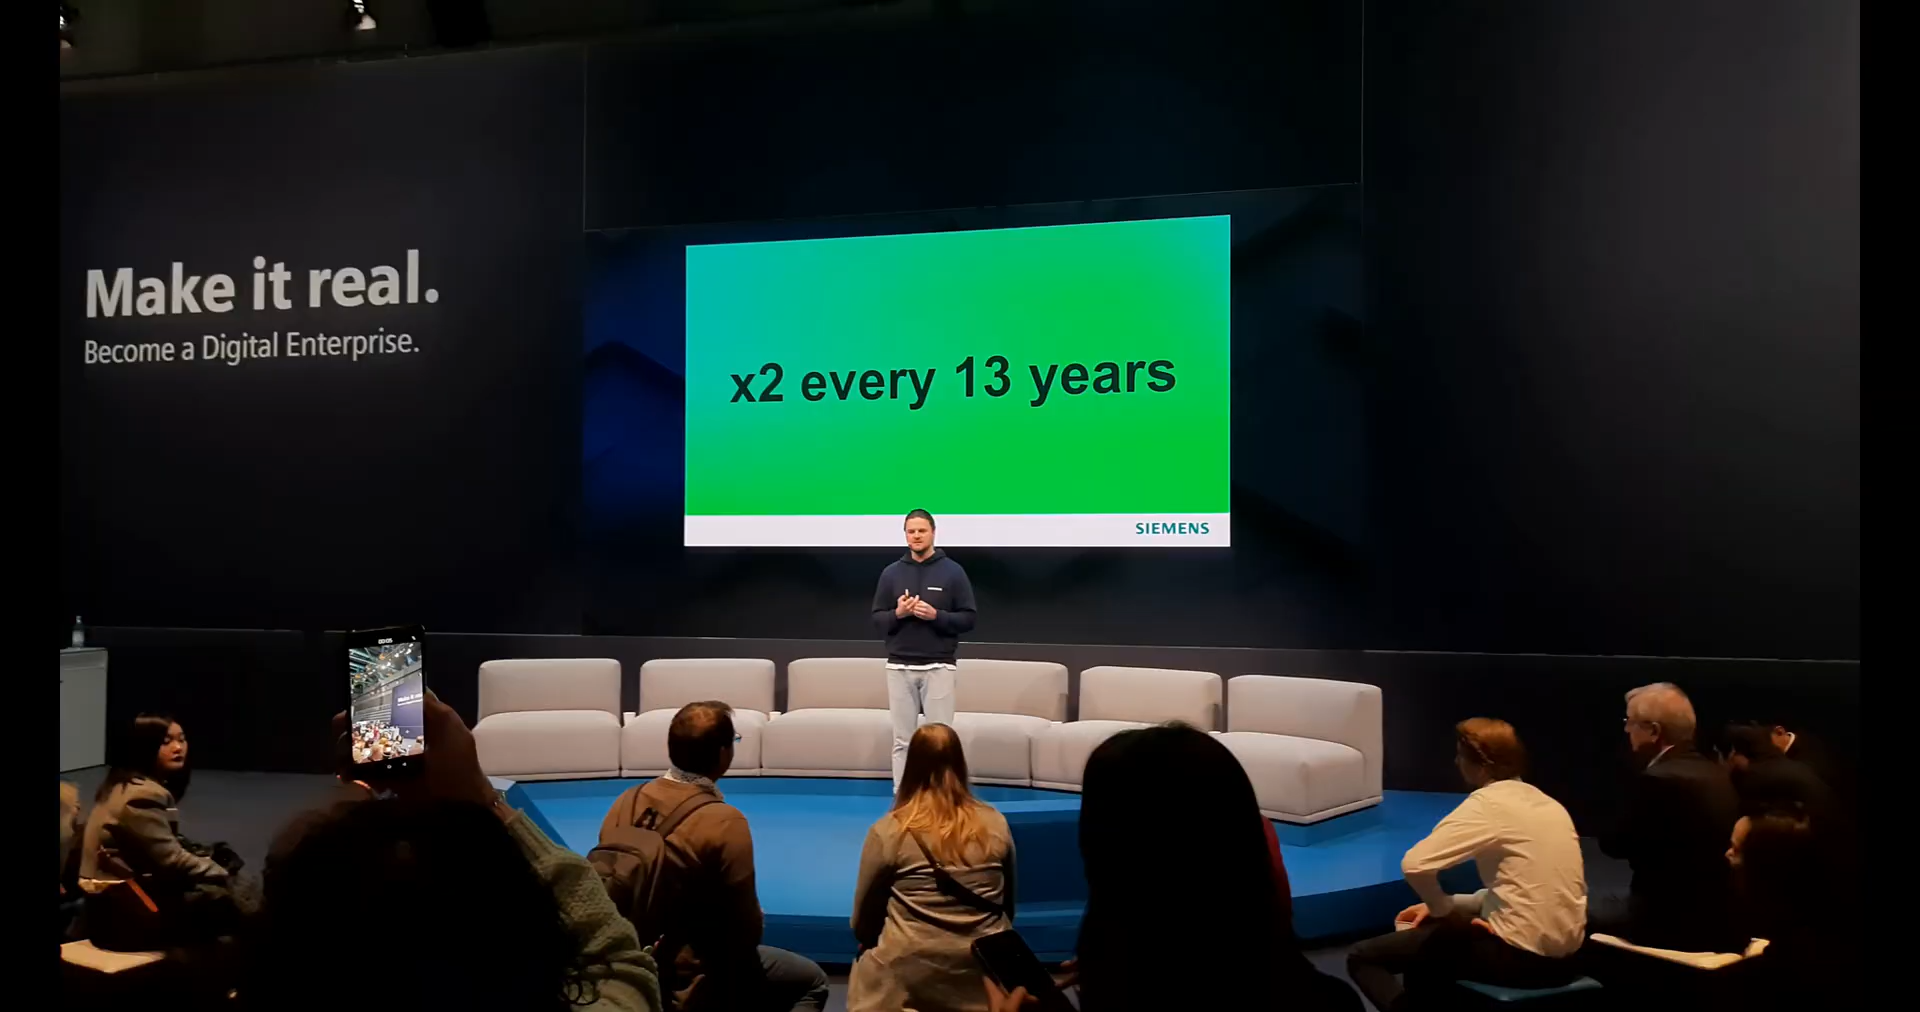 Make it real.
Become a Digital Enterprise.
x2 every 13 years
SIEMENS